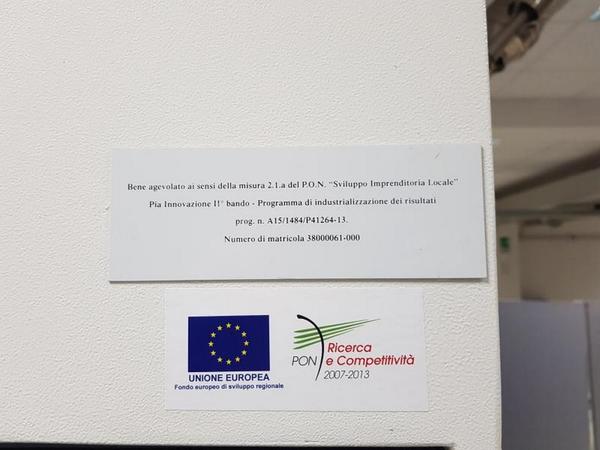 Bene agevolato ai sensi della misura 2.1.a del P.O.N. "Sviluppo Imprenditoria Locale"
Pia Innovazione II° bando - Programma di industrializzazione dei risultati
prog. n. A15/1484/P41264-13.
Numero di matricola 38000061-000
UNIONE EUROPEA
Fondo europeo di sviluppo regionale
PON Ricerca
e Competitività
2007-2013